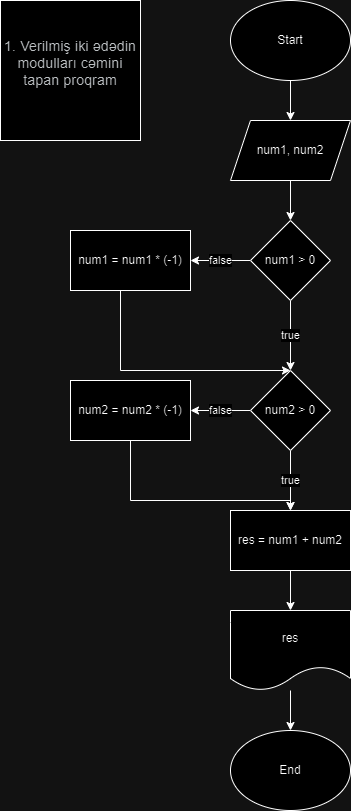 1. Verilmiş iki ədədin
modulları cəmini
tapan proqram
Start
num1, num2
num1 > 0
false
num1 = num1 * (-1)
true
num2 > 0
false
num2 = num2 * (-1)
true
res = num1 + num2
res
End